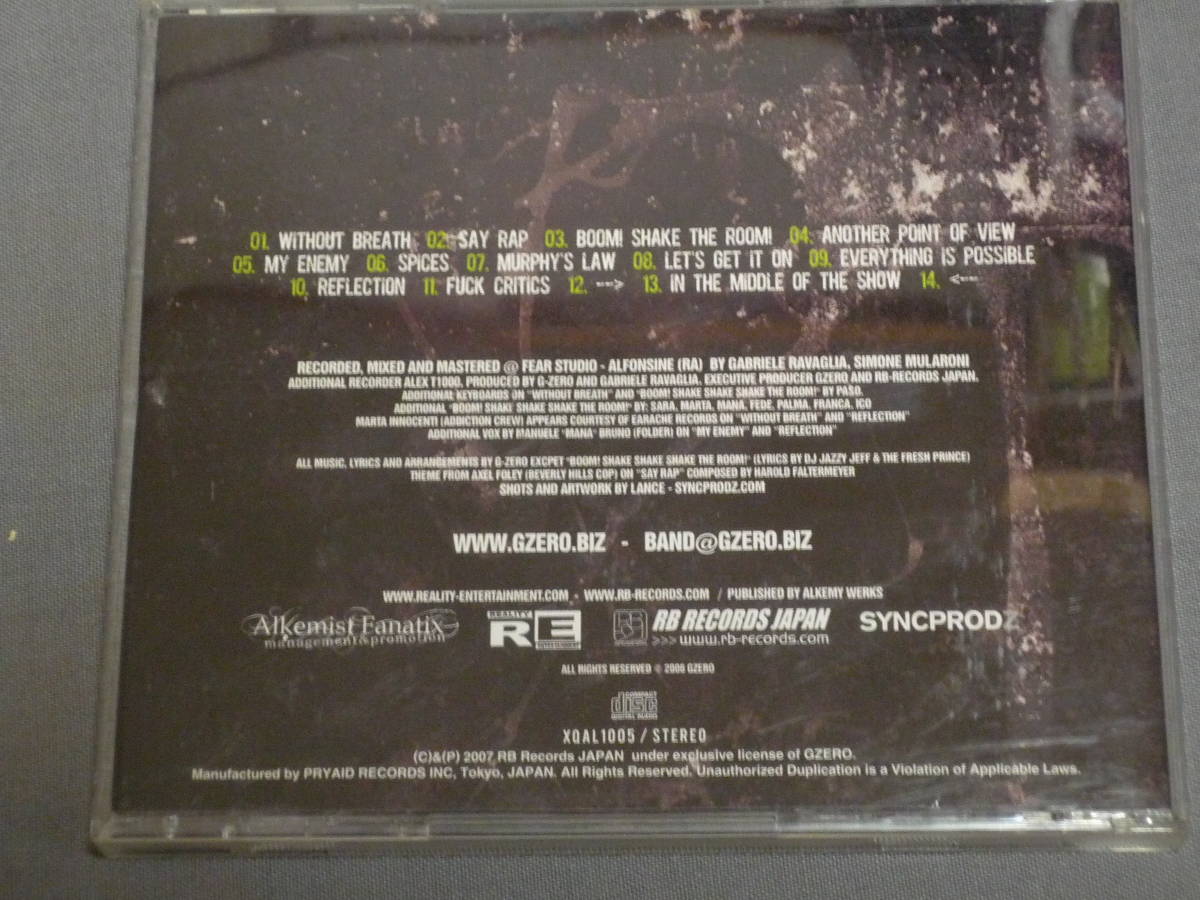 01. WITHOUT BREATH 02. SAY RAP 03. BOOM! SHAKE THE ROOM! 04. ANOTHER POINT OF VIEW
05. MY ENEMY 06. SPICES 07. MURPHY'S LAW 08. LET'S GET IT ON 09. EVERYTHING IS POSSIBLE
10. REFLECTION 11. FUCK CRITICS 12. --> 13. IN THE MIDDLE OF THE SHOW 14. <---
RECORDED, MIXED AND MASTERED @ FEAR STUDIO - ALFONSINE (RA) BY GABRIELE RAVAGLIA, SIMONE MULARONI
ADDITIONAL RECORDER ALEX T1000, PRODUCED BY G-ZERO AND GABRIELE RAVAGLIA. EXECUTIVE PRODUCER GZERO AND RB-RECORDS JAPAN.
ADDITIONAL KEYBOARDS ON "WITHOUT BREATH" AND "BOOM! SHAKE SHAKE SHAKE THE ROOM!" BY
ADDITIONAL "BOOM! SHAKE SHAKE SHAKE THE ROOM!" BY: SARA, MARTA, MANA, FEDE, PALMA, FRANCA, ICO
MARTA INNOCENTI (ADDICTION CREW) APPEARS COURTESY OF EARACHE RECORDS ON "WITHOUT BREATH" AND "REFLECTION"
ADDITIONAL VOX BY MANUELE "MANA" BRUNO (FOLDER) ON "MY ENEMY" AND "REFLECTION"
ALL MUSIC, LYRICS AND ARRANGEMENTS BY G-ZERO EXCPET "BOOM! SHAKE SHAKE SHAKE THE ROOM!" (LYRICS BY DJ JAZZY JEFF & THE FRESH PRINCE)
THEME FROM AXEL FOLEY (BEVERLY HILLS COP) ON "SAY RAP" COMPOSED BY HAROLD FALTERMEYER
SHOTS AND ARTWORK BY LANCE - SYNCPRODZ.COM
WWW.GZERO.BIZ - BAND@GZERO.BIZ
WWW.REALITY-ENTERTAINMENT.COM - WWW.RB-RECORDS.COM / PUBLISHED BY ALKEMY WERKS
Alkemist Fanatix
management&promotion
REALITY
RE
ENTERTAINMENT
RB RECORDS JAPAN
>>> www.rb-records.com
SYNCPRODZ
ALL RIGHTS RESERVED © 2006 GZERO
COMPACT
disc
DIGITAL AUDIO
XQAL1005 / STEREO
(C)&(P) 2007 RB Records JAPAN under exclusive license of GZERO.
Manufactured by PRYAID RECORDS INC, Tokyo, JAPAN. All Rights Reserved. Unauthorized Duplication is a Violation of Applicable Laws.